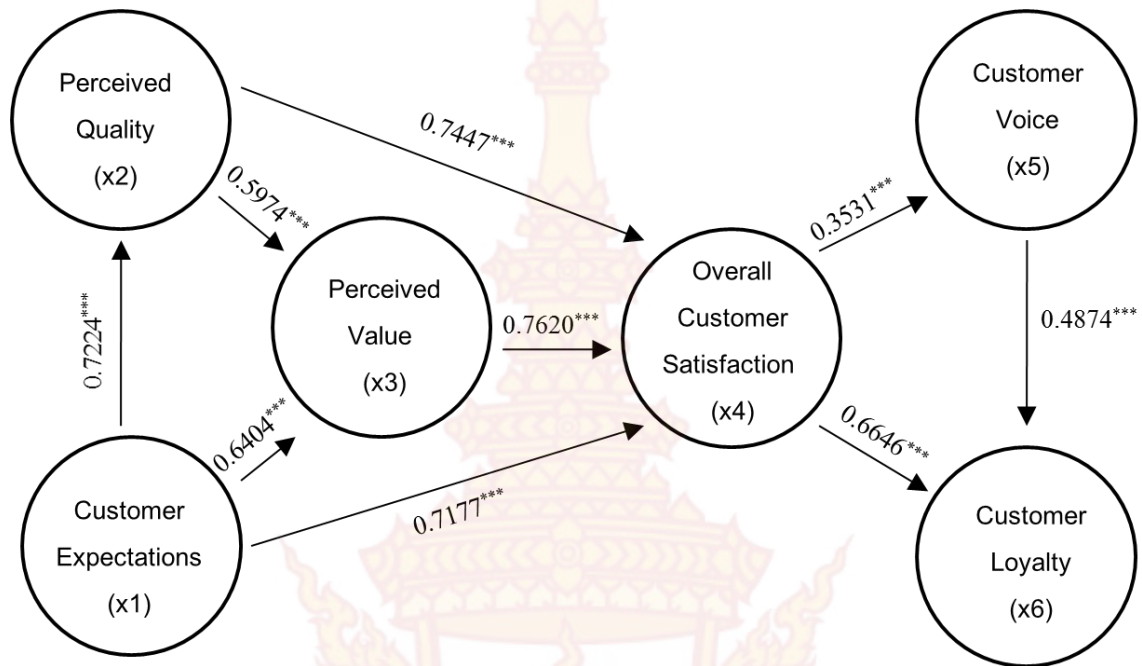 Perceived
Quality
(x2)
0.7447***
Customer
Voice
(x5)
0.5974***
0.3531***
Perceived
Value
(x3)
0.7620***
Overall
Customer
Satisfaction
(x4)
0.4874***
0.7224***
0.6404***
0.6646***
Customer
Expectations
(x1)
0.7177***
Customer
Loyalty
(x6)